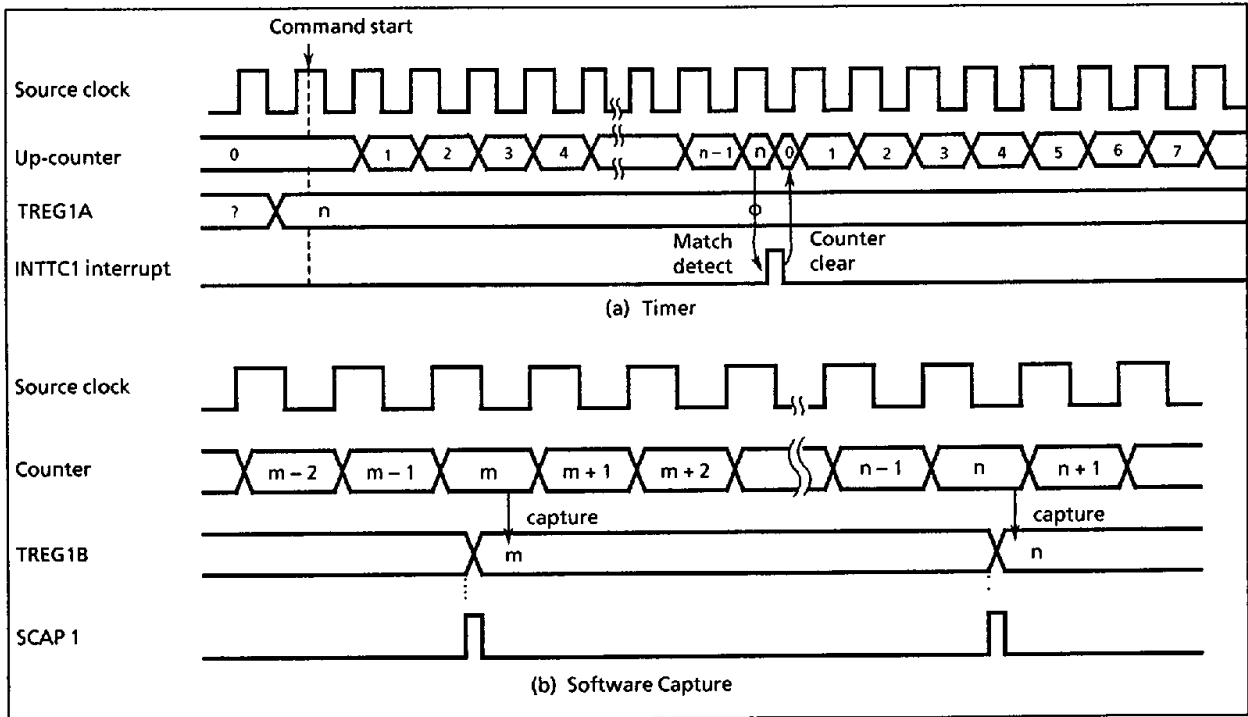 Command start
Source clock
Up-counter 0 1 2 3 4 n – 1 n 0 1 2 3 4 5 6 7
TREG1A ? n
Match detect
Counter clear
INTTC1 interrupt
(a) Timer
Source clock
Counter m – 2 m – 1 m m + 1 m + 2 n – 1 n n + 1
capture capture
TREG1B m n
SCAP 1
(b) Software Capture